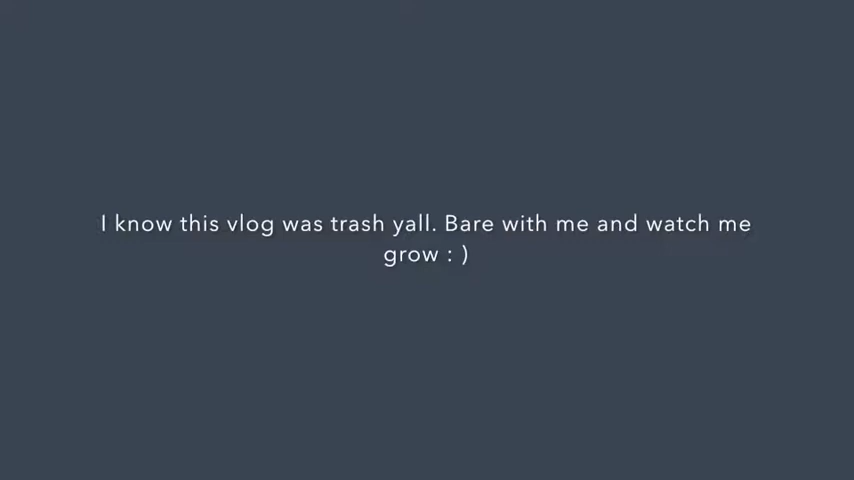 I know this vlog was trash yall. Bare with me and watch me
grow : )